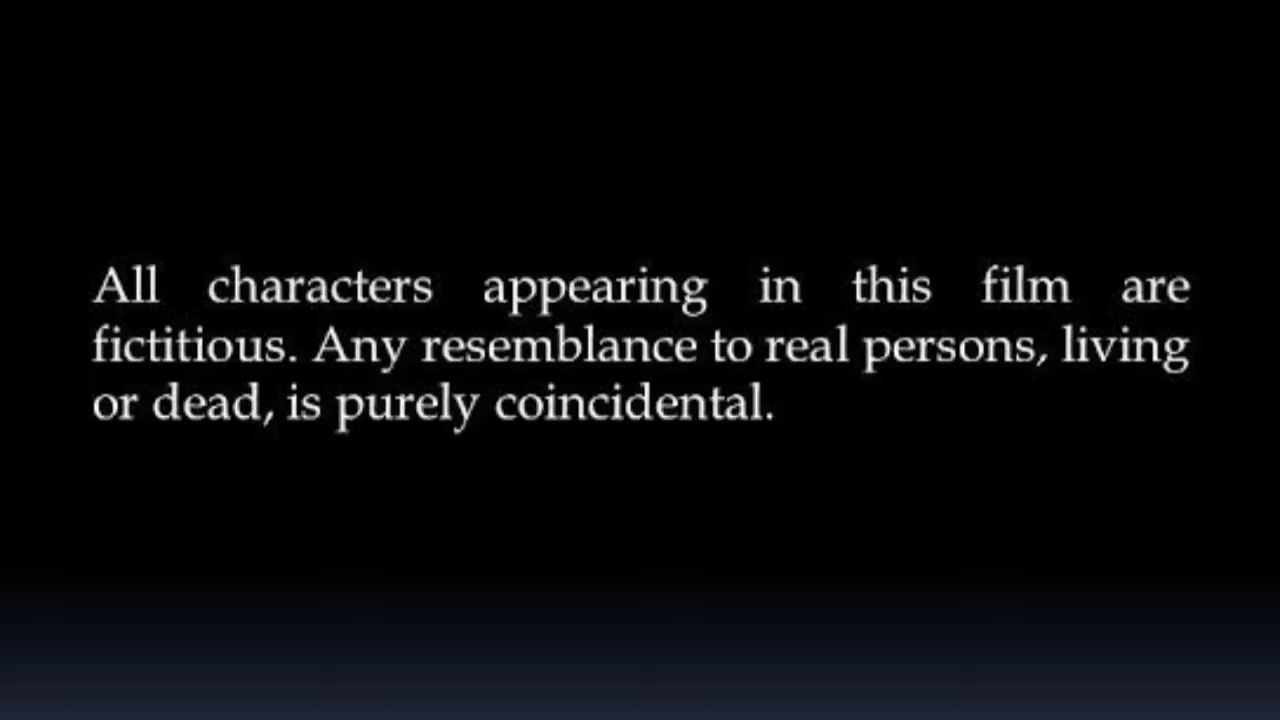 All characters appearing in this film are
fictitious. Any resemblance to real persons, living
or dead, is purely coincidental.